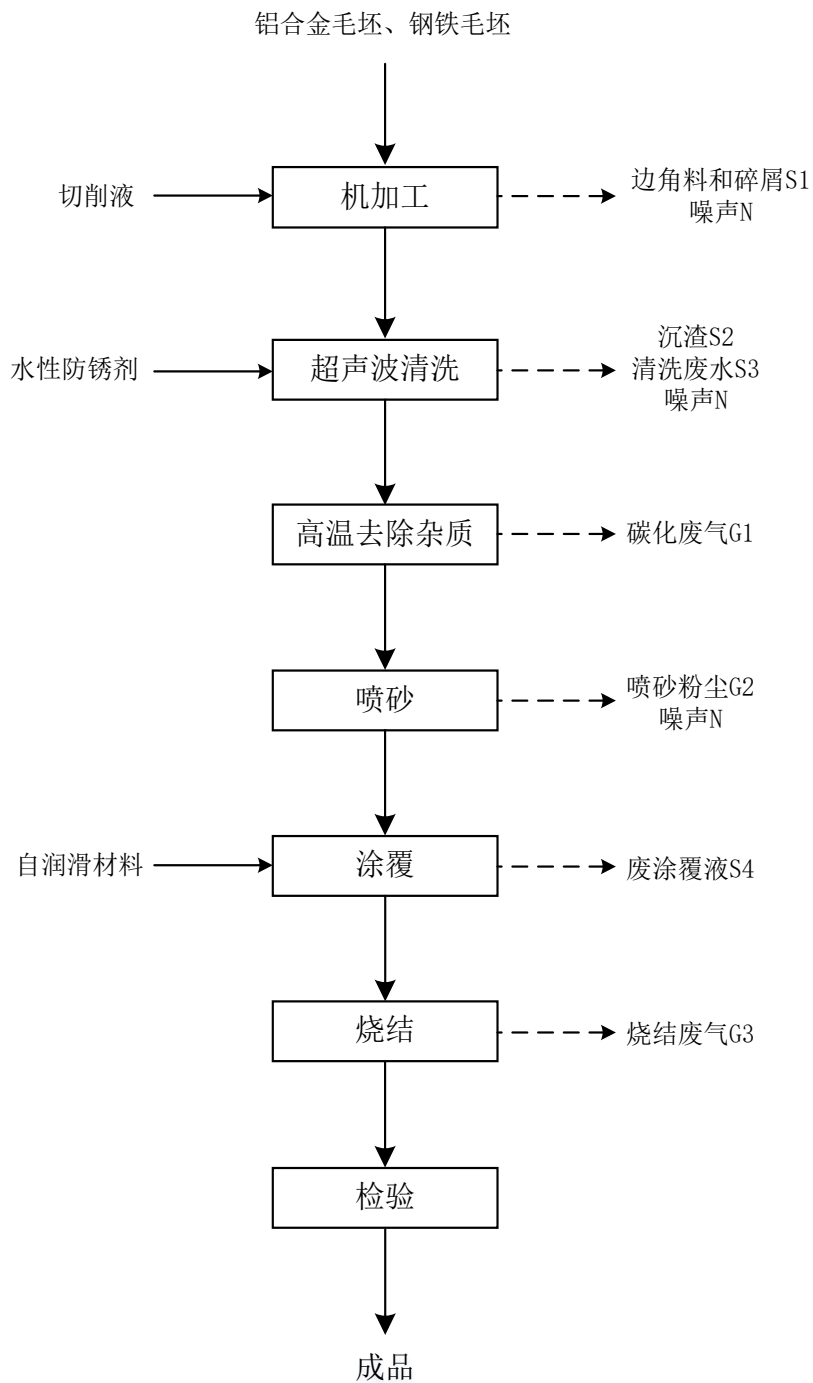 铝合金毛坯、钢铁毛坯
切削液
机加工
边角料和碎屑S1
噪声N
水性防锈剂
超声波清洗
沉渣S2
清洗废水S3
噪声N
高温去除杂质
碳化废气G1
喷砂
喷砂粉尘G2
噪声N
自润滑材料
涂覆
废涂覆液S4
烧结
烧结废气G3
检验
成品